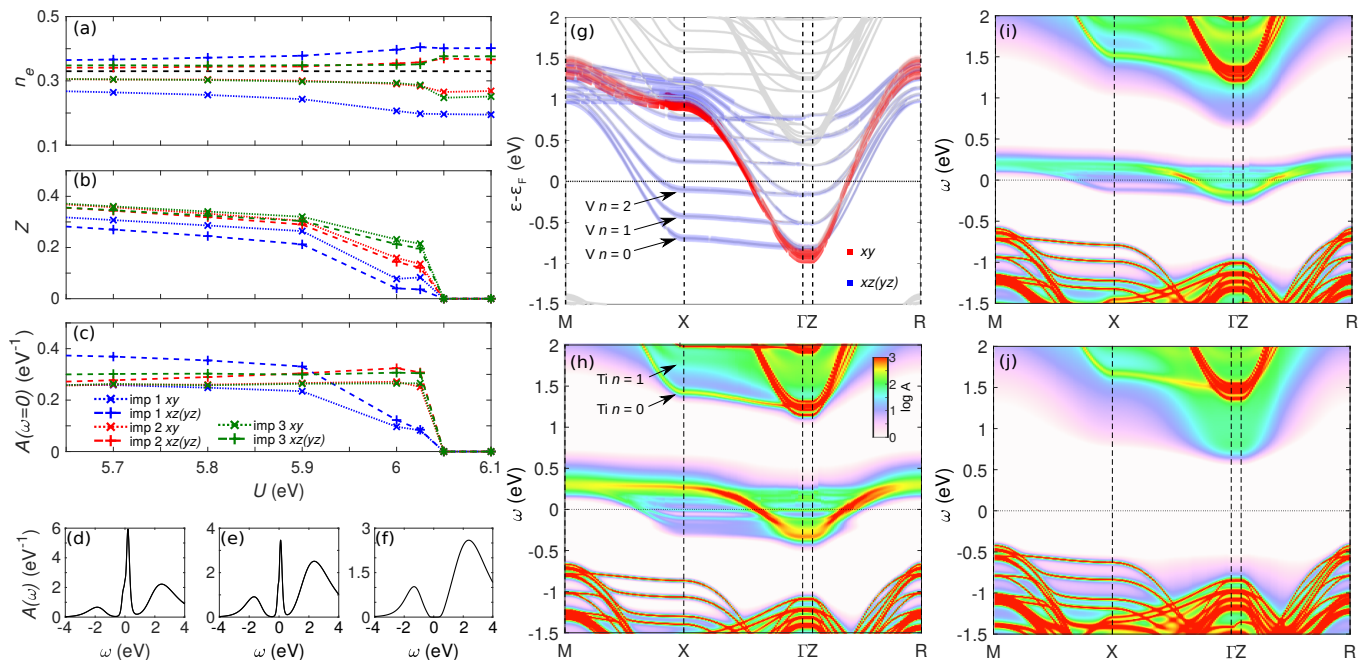 (a)
n_e
0.5
0.3
0.1
(b)
Z
0.4
0.2
0
(c)
A(ω=0) (eV⁻¹)
0.4
0.2
0
imp 1 xy
imp 1 xz(yz)
imp 2 xy
imp 2 xz(yz)
imp 3 xy
imp 3 xz(yz)
5.7 5.8 5.9 6 6.1
U (eV)
(d)
A(ω) (eV⁻¹)
6
4
2
0
-4 -2 0 2 4
ω (eV)
(e)
4
2
0
-4 -2 0 2 4
ω (eV)
(f)
3
1.5
0
-4 -2 0 2 4
ω (eV)
(g)
ε-ε_F (eV)
2
1.5
1
0.5
0
-0.5
-1
-1.5
V n=2
V n=1
V n=0
xy
xz(yz)
M X Γ Z R
(h)
ω (eV)
2
1.5
1
0.5
0
-0.5
-1
-1.5
Ti n=1
Ti n=0
log A
3
2
1
0
M X Γ Z R
(i)
ω (eV)
2
1.5
1
0.5
0
-0.5
-1
-1.5
M X Γ Z R
(j)
ω (eV)
2
1.5
1
0.5
0
-0.5
-1
-1.5
M X Γ Z R